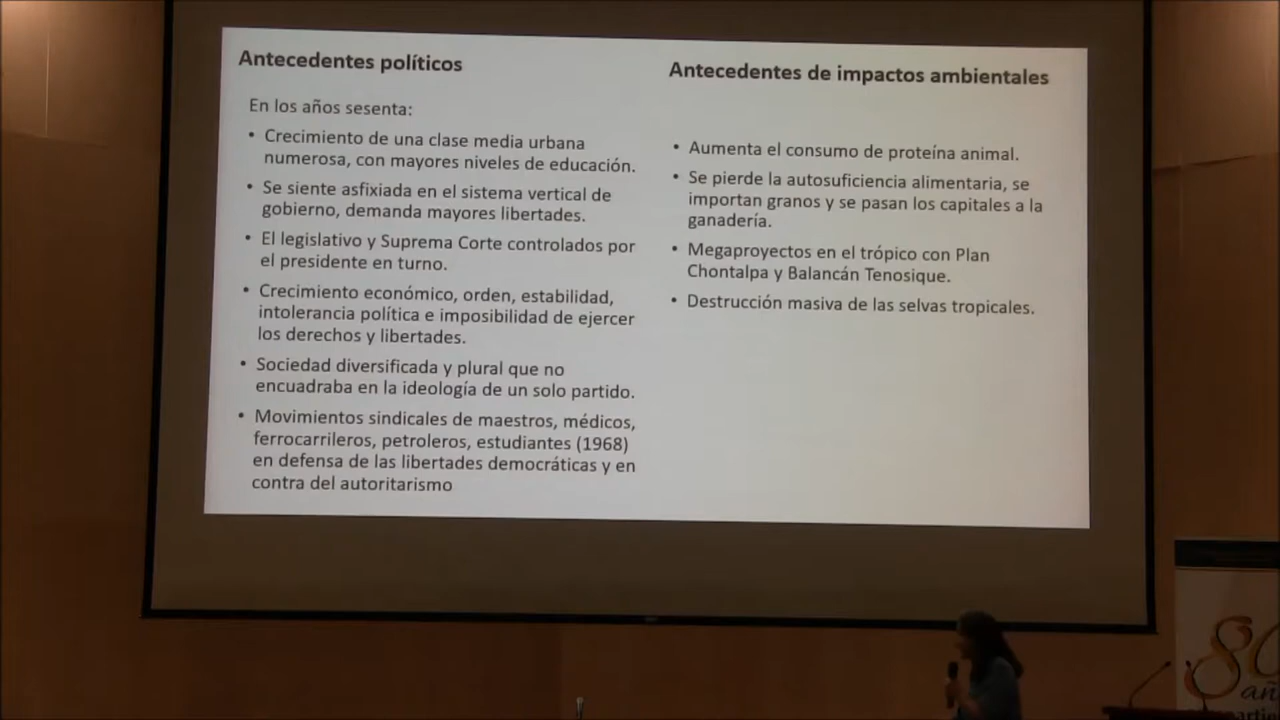 Antecedentes políticos
En los años sesenta:
• Crecimiento de una clase media urbana
numerosa, con mayores niveles de educación.
• Se siente asfixiada en el sistema vertical de
gobierno, demanda mayores libertades.
• El legislativo y Suprema Corte controlados por
el presidente en turno.
• Crecimiento económico, orden, estabilidad,
intolerancia política e imposibilidad de ejercer
los derechos y libertades.
• Sociedad diversificada y plural que no
encuadraba en la ideología de un solo partido.
• Movimientos sindicales de maestros, médicos,
ferrocarrileros, petroleros, estudiantes (1968)
en defensa de las libertades democráticas y en
contra del autoritarismo
Antecedentes de impactos ambientales
• Aumenta el consumo de proteína animal.
• Se pierde la autosuficiencia alimentaria, se
importan granos y se pasan los capitales a la
ganadería.
• Megaproyectos en el trópico con Plan
Chontalpa y Balancán Tenosique.
• Destrucción masiva de las selvas tropicales.
80